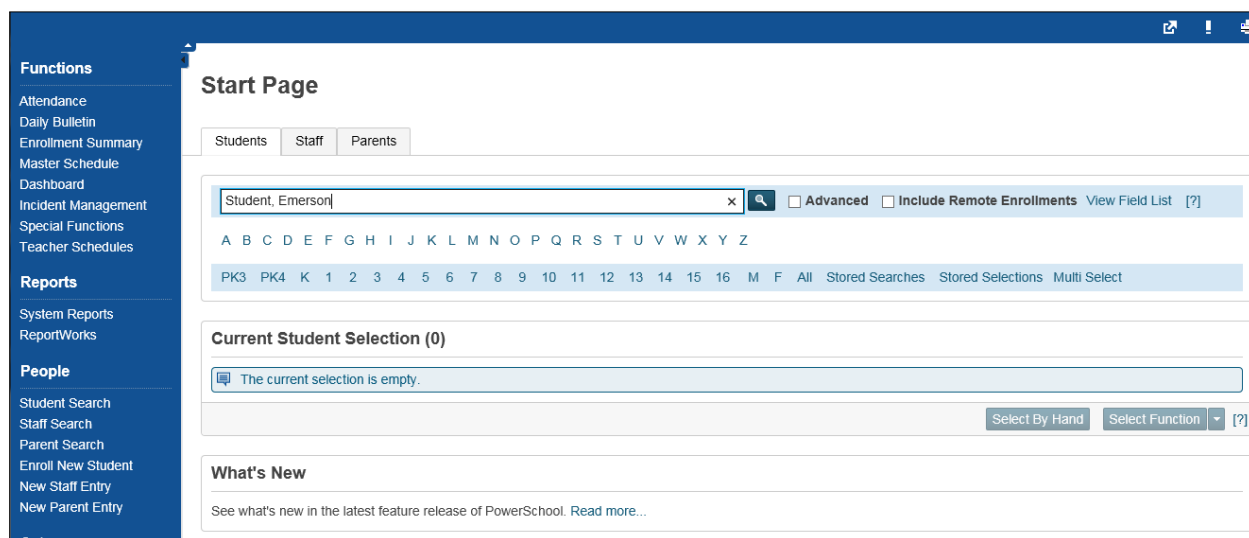 Functions
Attendance
Daily Bulletin
Enrollment Summary
Master Schedule
Dashboard
Incident Management
Special Functions
Teacher Schedules
Reports
System Reports
ReportWorks
People
Student Search
Staff Search
Parent Search
Enroll New Student
New Staff Entry
New Parent Entry
Start Page
Students Staff Parents
Student, Emerson × Advanced Include Remote Enrollments View Field List [?]
A B C D E F G H I J K L M N O P Q R S T U V W X Y Z
PK3 PK4 K 1 2 3 4 5 6 7 8 9 10 11 12 13 14 15 16 M F All Stored Searches Stored Selections Multi Select
Current Student Selection (0)
The current selection is empty.
Select By Hand Select Function [?]
What's New
See what's new in the latest feature release of PowerSchool. Read more...